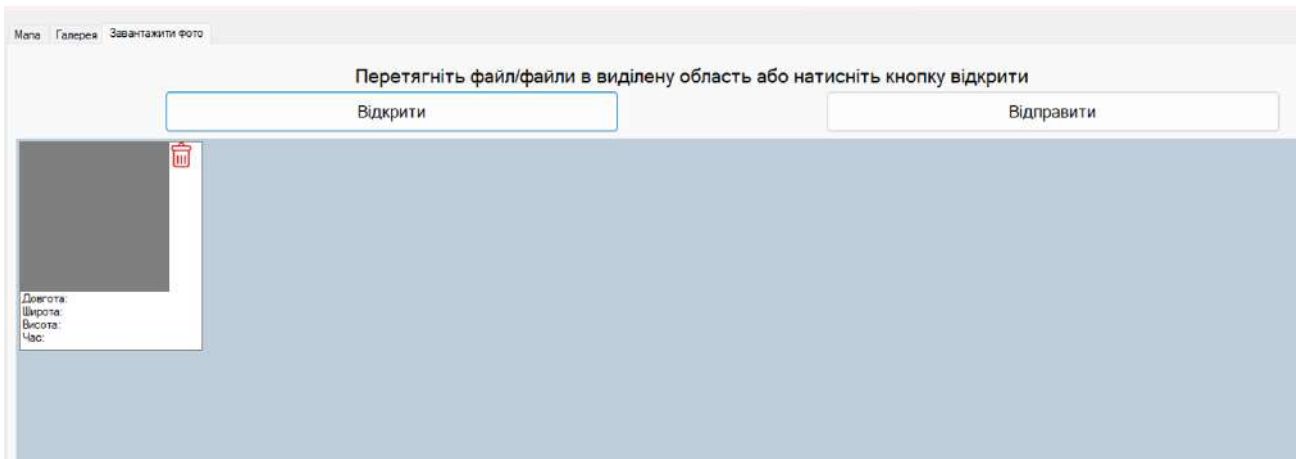 Мапа Галерея Завантажити фото
Перетягніть файл/файли в виділену область або натисніть кнопку відкрити
Відкрити Відправити
Довгота:
Широта:
Висота:
Час: